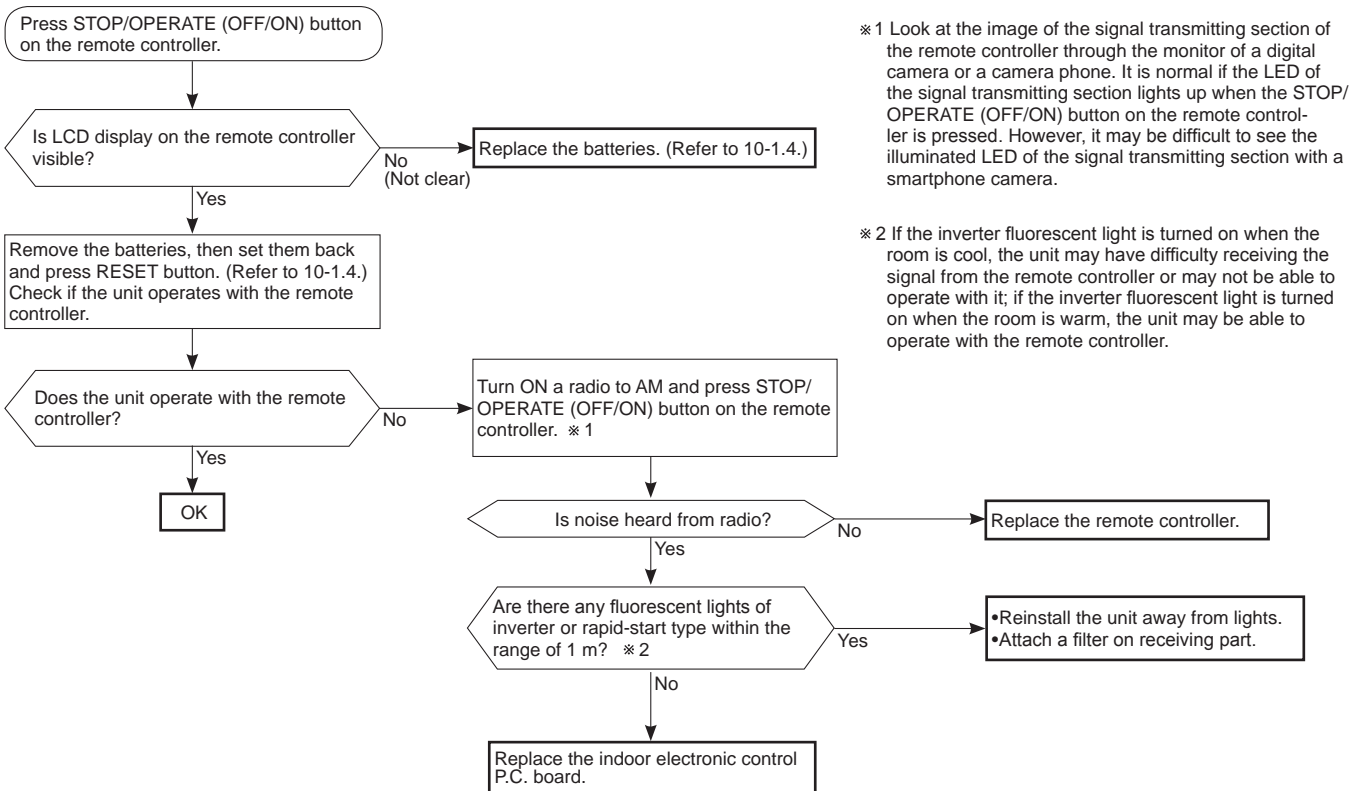 Press STOP/OPERATE (OFF/ON) button
on the remote controller.
Is LCD display on the remote controller
visible?
No
(Not clear)
Replace the batteries. (Refer to 10-1.4.)
Yes
Remove the batteries, then set them back
and press RESET button. (Refer to 10-1.4.)
Check if the unit operates with the remote
controller.
Does the unit operate with the remote
controller?
No
Yes
OK
Turn ON a radio to AM and press STOP/
OPERATE (OFF/ON) button on the remote
controller. ※1
Is noise heard from radio?
No
Replace the remote controller.
Yes
Are there any fluorescent lights of
inverter or rapid-start type within the
range of 1 m? ※2
Yes
•Reinstall the unit away from lights.
•Attach a filter on receiving part.
No
Replace the indoor electronic control
P.C. board.
※1 Look at the image of the signal transmitting section of
the remote controller through the monitor of a digital
camera or a camera phone. It is normal if the LED of
the signal transmitting section lights up when the STOP/
OPERATE (OFF/ON) button on the remote control-
ler is pressed. However, it may be difficult to see the
illuminated LED of the signal transmitting section with a
smartphone camera.
※2 If the inverter fluorescent light is turned on when the
room is cool, the unit may have difficulty receiving the
signal from the remote controller or may not be able to
operate with it; if the inverter fluorescent light is turned
on when the room is warm, the unit may be able to
operate with the remote controller.